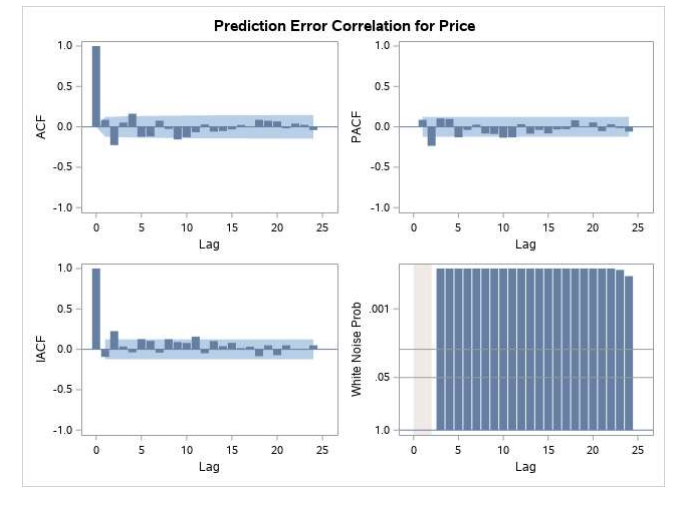 Prediction Error Correlation for Price
1.0
0.5
0.0
-0.5
-1.0
ACF
0 5 10 15 20 25
Lag
1.0
0.5
0.0
-0.5
-1.0
PACF
0 5 10 15 20 25
Lag
1.0
0.5
0.0
-0.5
-1.0
IACF
0 5 10 15 20 25
Lag
.001
.05
1.0
White Noise Prob
0 5 10 15 20 25
Lag